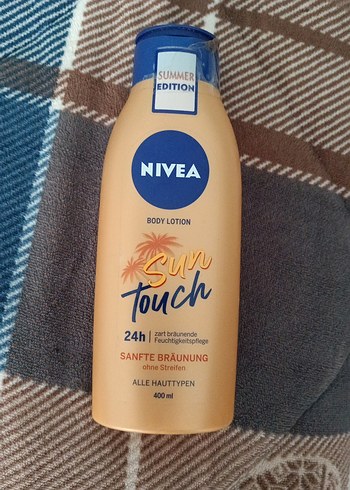 SUMMER
EDITION
NIVEA
BODY LOTION
Sun
Touch
24h | zart bräunende
Feuchtigkeitspflege
SANFTE BRÄUNUNG
ohne Streifen
ALLE HAUTTYPEN
400 ml